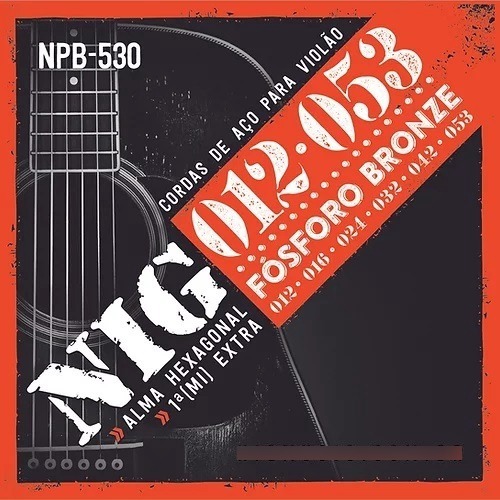 NPB-530
CORDAS DE AÇO PARA VIOLÃO
012·053
FÓSFORO BRONZE
012 · 016 · 024 · 032 · 042 · 053
NIG
» ALMA HEXAGONAL
» 1ª(MI) EXTRA